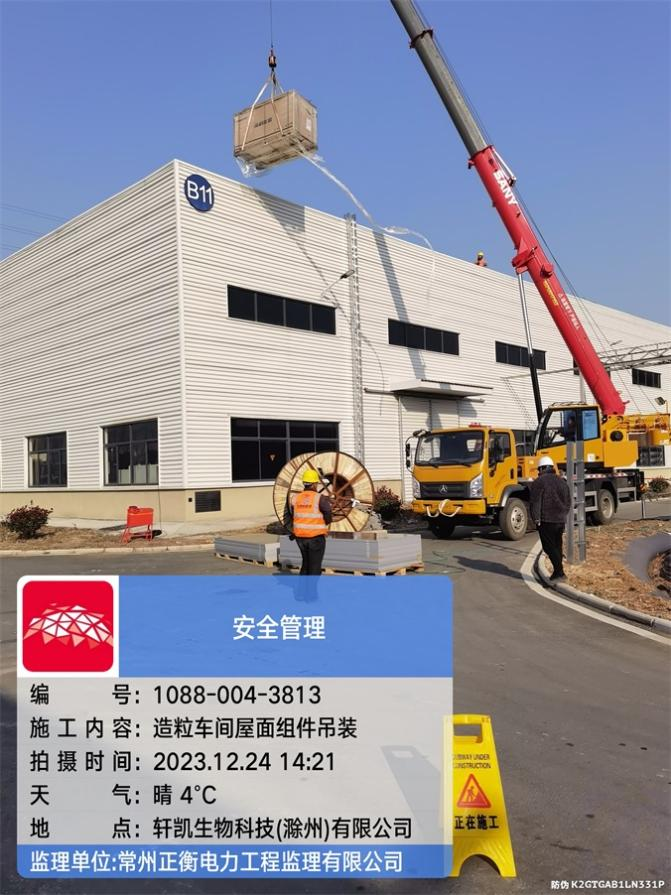 B11
SANY
安全管理
编 号：1088-004-3813
施工内容：造粒车间屋面组件吊装
拍摄时间：2023.12.24 14:21
天 气：晴 4°C
地 点：轩凯生物科技(滁州)有限公司
监理单位:常州正衡电力工程监理有限公司
UNDER
CONSTRUCTION
正在施工
防伪 K2GTGAB1LN331P